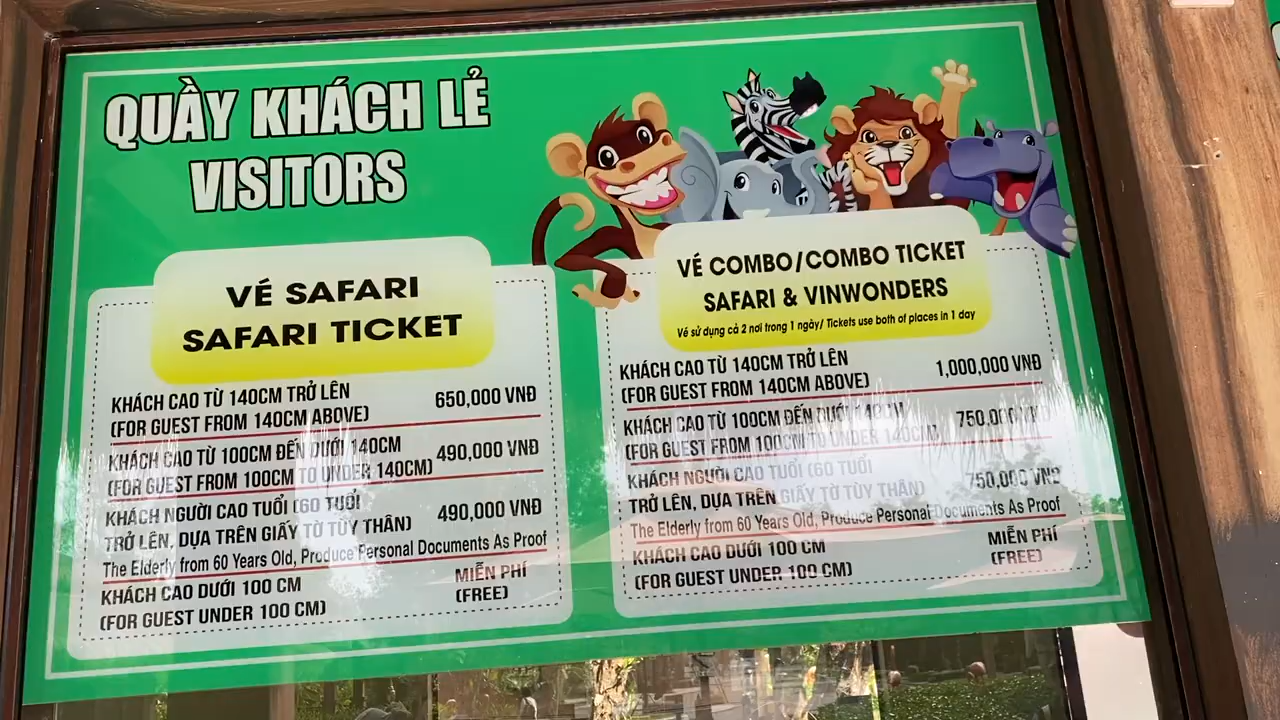 QUẦY KHÁCH LẺ
VISITORS
VÉ SAFARI
SAFARI TICKET
KHÁCH CAO TỪ 140CM TRỞ LÊN
(FOR GUEST FROM 140CM ABOVE)
650,000 VNĐ
KHÁCH CAO TỪ 100CM ĐẾN DƯỚI 140CM
(FOR GUEST FROM 100CM TO UNDER 140CM)
490,000 VNĐ
KHÁCH NGƯỜI CAO TUỔI (60 TUỔI
TRỞ LÊN, DỰA TRÊN GIẤY TỜ TÙY THÂN)
490,000 VNĐ
The Elderly from 60 Years Old, Produce Personal Documents As Proof
KHÁCH CAO DƯỚI 100 CM
(FOR GUEST UNDER 100 CM)
MIỄN PHÍ
(FREE)
VÉ COMBO/COMBO TICKET
SAFARI & VINWONDERS
Vé sử dụng cả 2 nơi trong 1 ngày/ Tickets use both of places in 1 day
KHÁCH CAO TỪ 140CM TRỞ LÊN
(FOR GUEST FROM 140CM ABOVE)
1,000,000 VNĐ
KHÁCH CAO TỪ 100CM ĐẾN DƯỚI 140CM
(FOR GUEST FROM 100CM TO UNDER 140CM)
750,000 VNĐ
KHÁCH NGƯỜI CAO TUỔI (60 TUỔI
TRỞ LÊN, DỰA TRÊN GIẤY TỜ TÙY THÂN)
750,000 VNĐ
The Elderly from 60 Years Old, Produce Personal Documents As Proof
KHÁCH CAO DƯỚI 100 CM
(FOR GUEST UNDER 100 CM)
MIỄN PHÍ
(FREE)